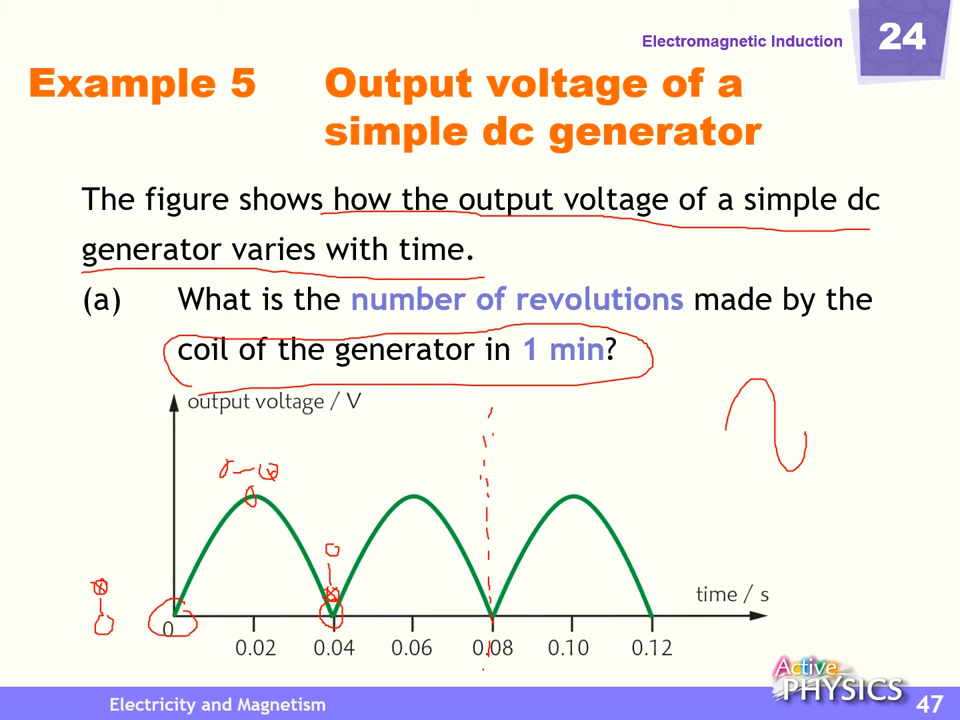 Electromagnetic Induction
24
Example 5 Output voltage of a
simple dc generator
The figure shows how the output voltage of a simple dc
generator varies with time.
(a) What is the number of revolutions made by the
coil of the generator in 1 min?
output voltage / V
time / s
0
0.02 0.04 0.06 0.08 0.10 0.12
Active
PHYSICS
Electricity and Magnetism
47